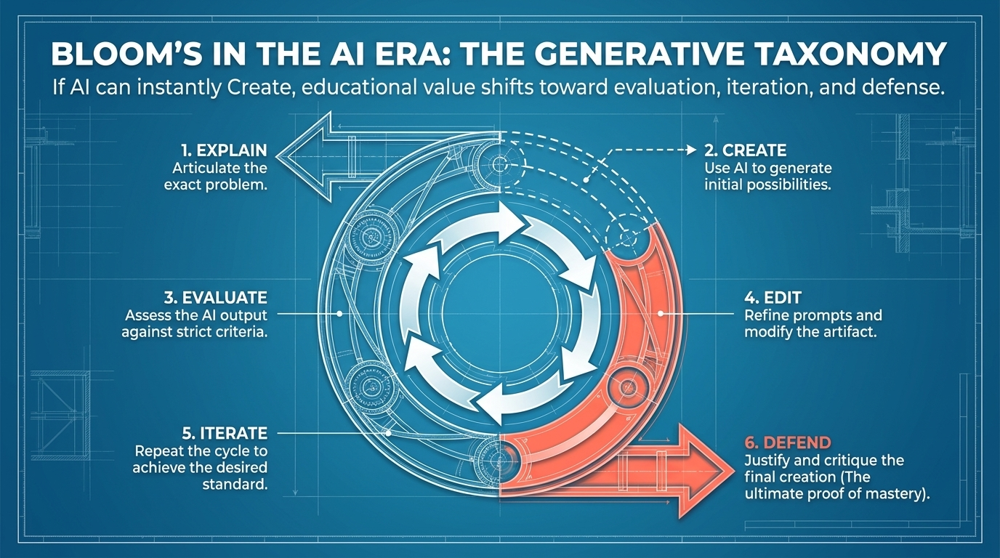 BLOOM’S IN THE AI ERA: THE GENERATIVE TAXONOMY
If AI can instantly Create, educational value shifts toward evaluation, iteration, and defense.
1. EXPLAIN
Articulate the
exact problem.
2. CREATE
Use AI to generate
initial possibilities.
3. EVALUATE
Assess the AI output
against strict criteria.
4. EDIT
Refine prompts and
modify the artifact.
5. ITERATE
Repeat the cycle to
achieve the desired
standard.
6. DEFEND
Justify and critique the
final creation (The
ultimate proof of mastery).